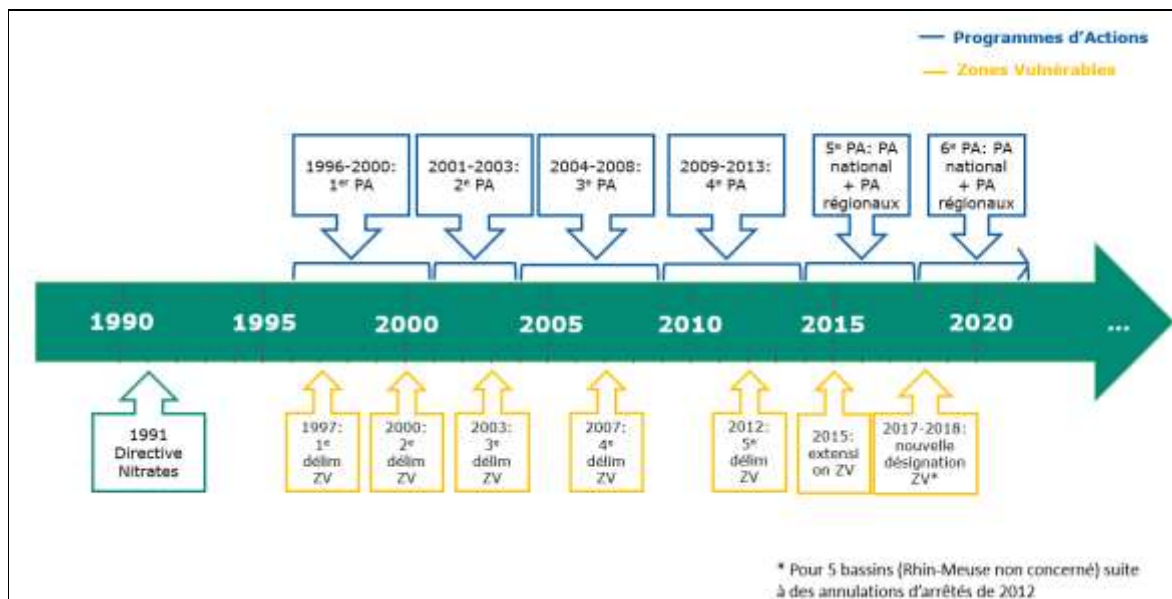 Programmes d'Actions
Zones Vulnérables
1996-2000:
1er PA
2001-2003:
2e PA
2004-2008:
3e PA
2009-2013:
4e PA
5e PA: PA
national
+ PA
régionaux
6e PA: PA
national
+ PA
régionaux
1990
1995
2000
2005
2010
2015
2020
...
1991
Directive
Nitrates
1997:
1e
délim
ZV
2000:
2e
délim
ZV
2003:
3e
délim
ZV
2007:
4e
délim
ZV
2012:
5e
délim
ZV
2015:
extensi
on ZV
2017-2018:
nouvelle
désignation
ZV*
* Pour 5 bassins (Rhin-Meuse non concerné) suite
à des annulations d'arrêtés de 2012